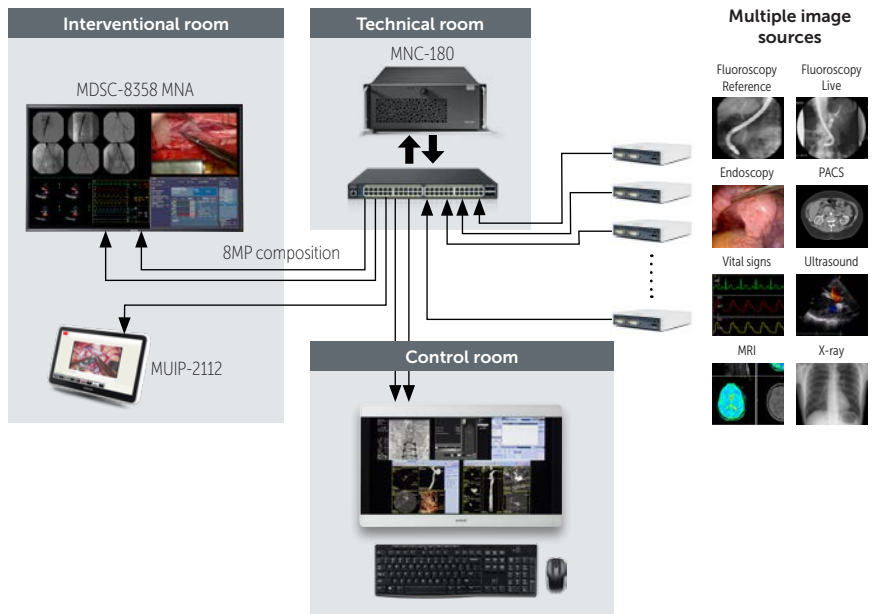 Interventional room
MDSC-8358 MNA
8MP composition
MUIP-2112
Technical room
MNC-180
Control room
Multiple image
sources
Fluoroscopy
Reference
Fluoroscopy
Live
Endoscopy
PACS
Vital signs
Ultrasound
MRI
X-ray